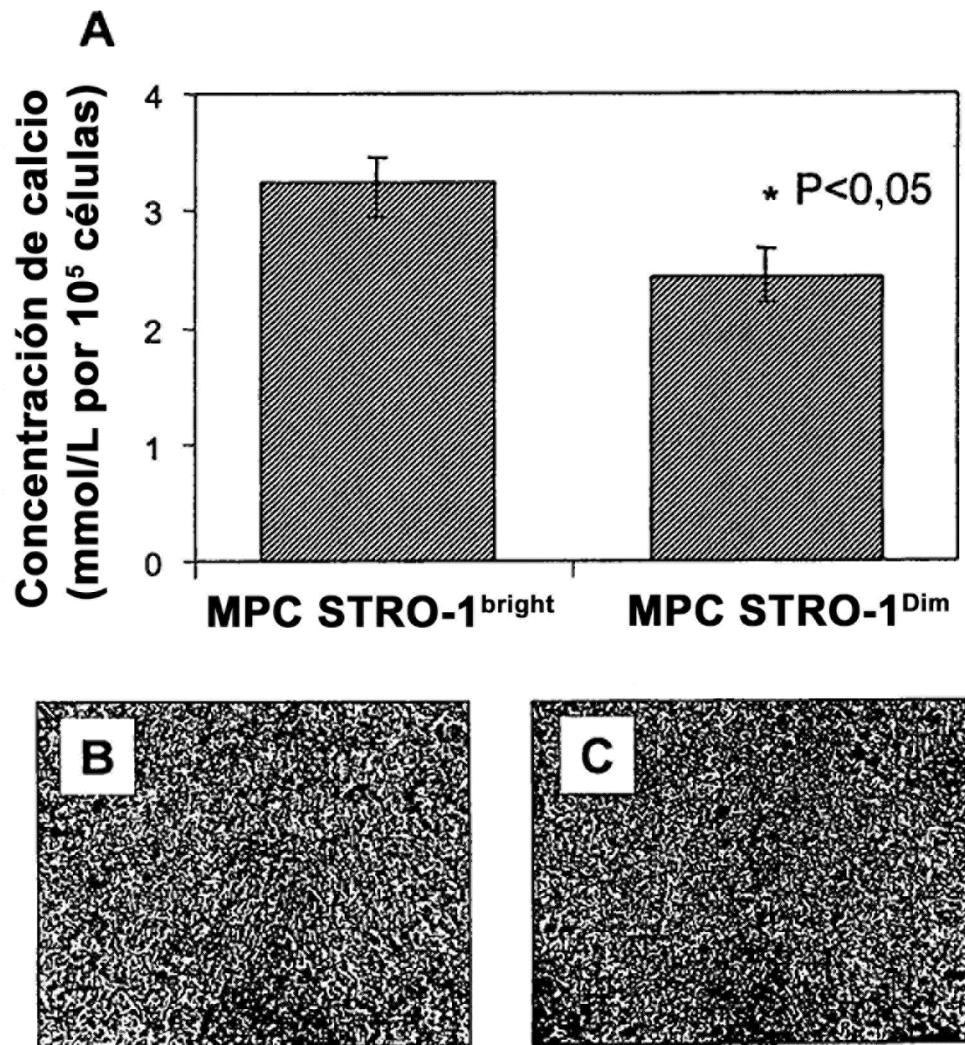 A
Concentración de calcio
(mmol/L por 10⁵ células)
4
3
2
1
0
* P<0,05
MPC STRO-1ᵇʳⁱᵍʰᵗ
MPC STRO-1ᴰⁱᵐ
B
C